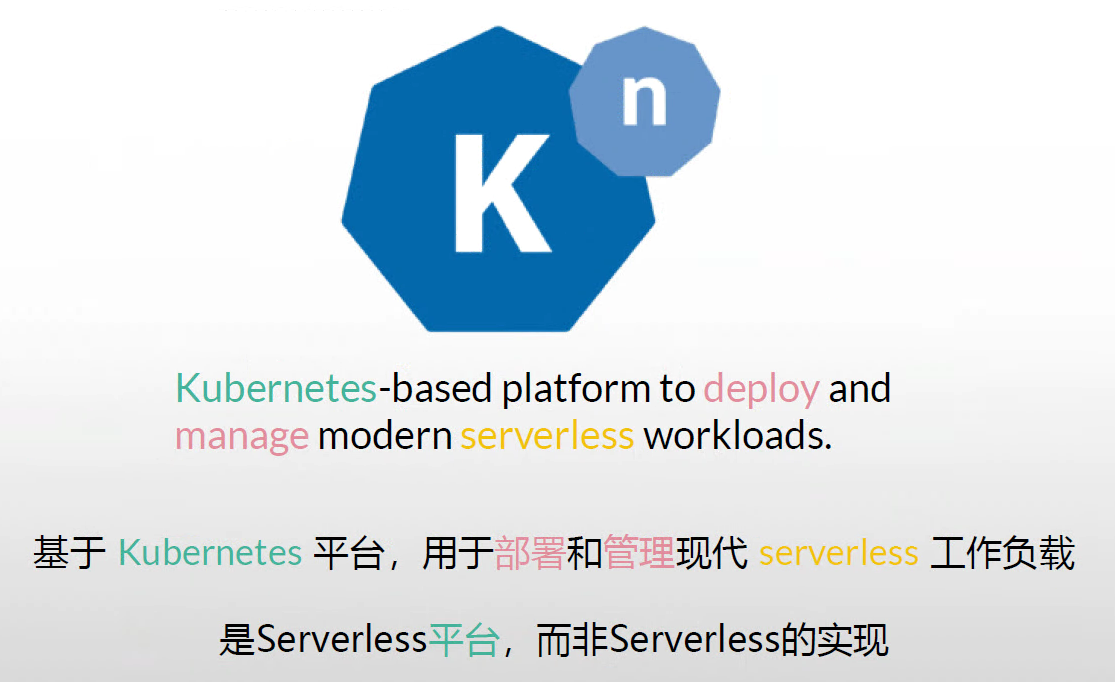 K
n
Kubernetes-based platform to deploy and
manage modern serverless workloads.
基于 Kubernetes 平台，用于部署和管理现代 serverless 工作负载
是Serverless平台，而非Serverless的实现